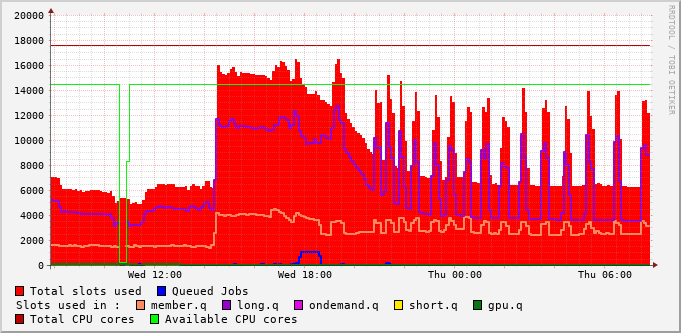 RRDTOOL / TOBI OETIKER
20000
18000
16000
14000
12000
10000
8000
6000
4000
2000
0
Wed 12:00 Wed 18:00 Thu 00:00 Thu 06:00
Total slots used Queued Jobs
Slots used in : member.q long.q ondemand.q short.q gpu.q
Total CPU cores Available CPU cores